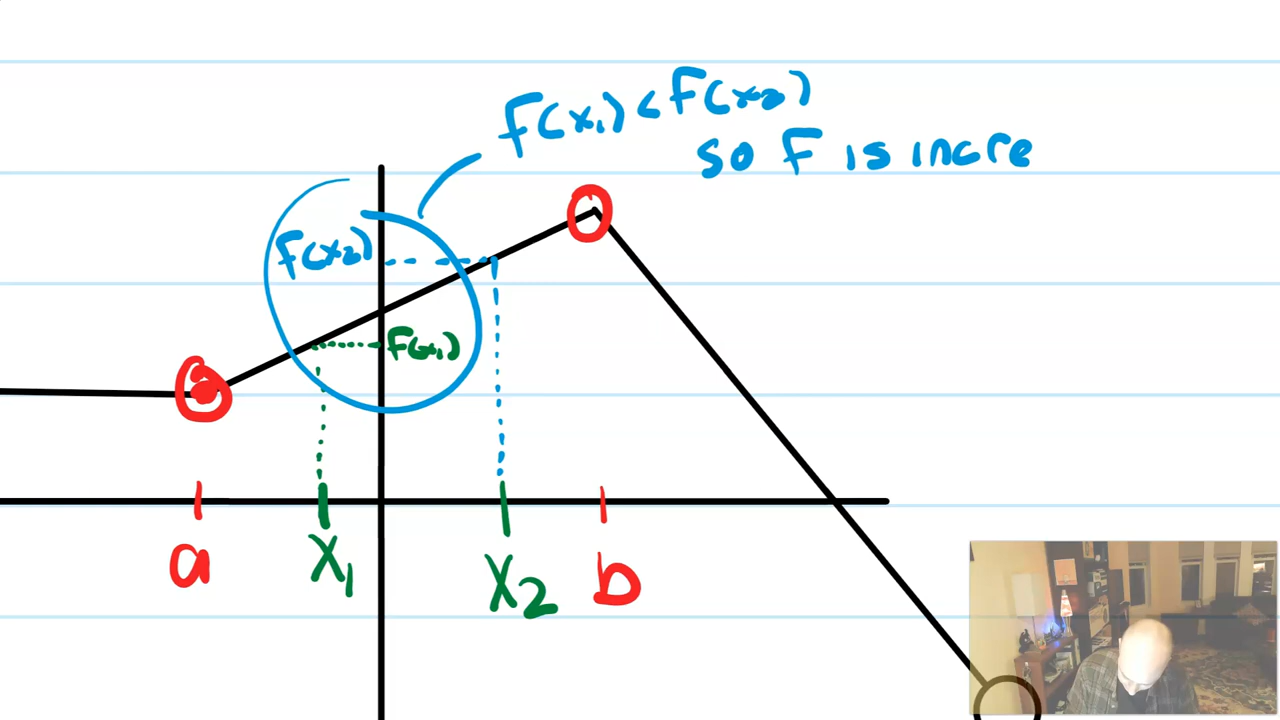 f(x₁) < f(x₂)
so f is incre
f(x₂)
f(x₁)
a x₁ x₂ b